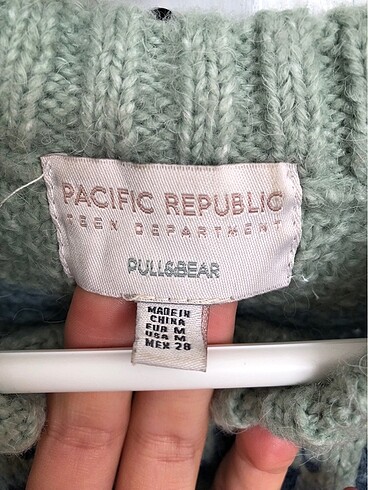 PACIFIC REPUBLIC
TEEN DEPARTMENT
PULL&BEAR
MADE IN
CHINA
EUR M
USA M
MEX 28